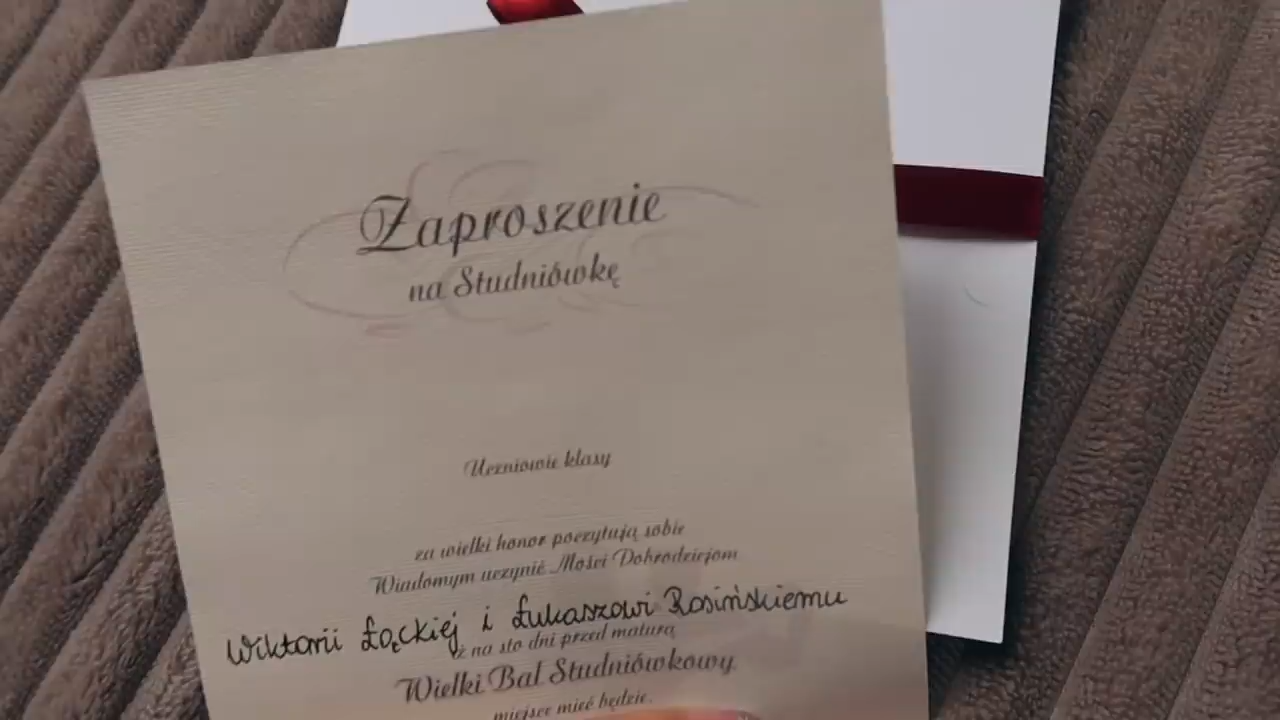 Zaproszenie
na Studniówkę
Uczniowie klasy
za wielki honor poczytują sobie
Wiadomym uczynić Mości Dobrodziejom
Wiktorii Łąckiej i Łukaszowi Rosińskiemu
iż na sto dni przed maturą
Wielki Bal Studniówkowy
miejsce mieć będzie.